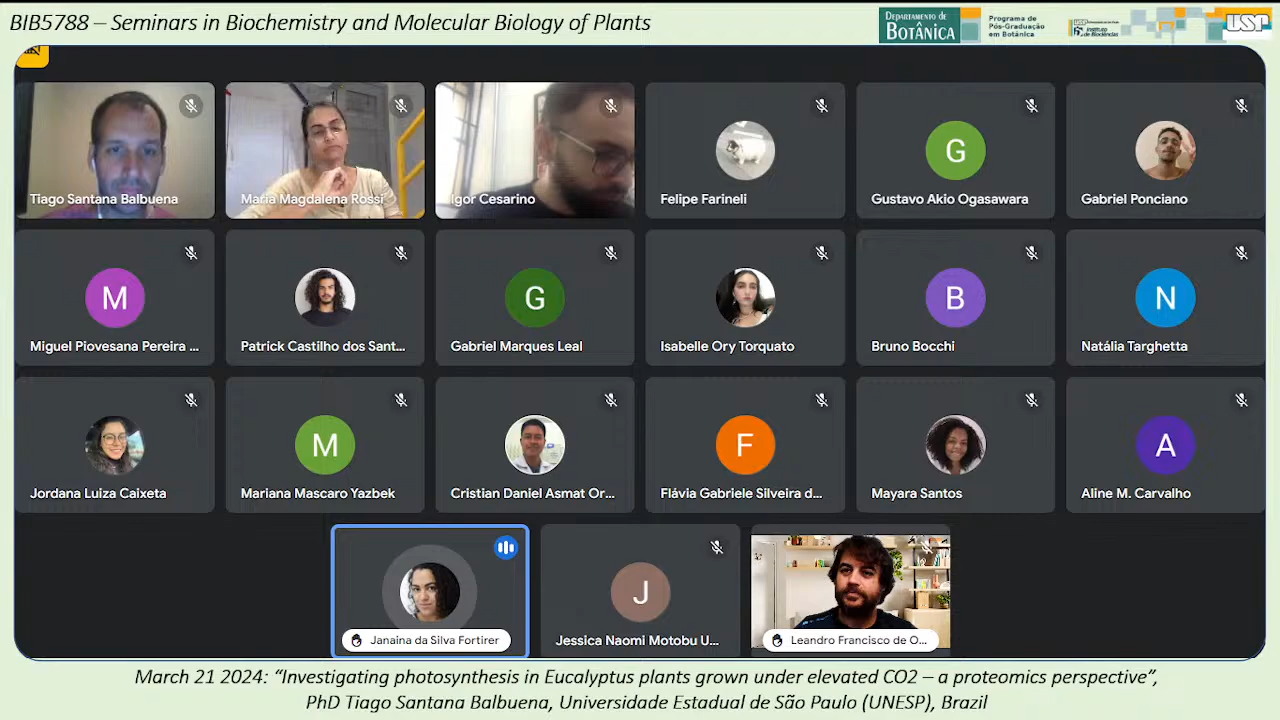 BIB5788 – Seminars in Biochemistry and Molecular Biology of Plants
DEPARTAMENTO DE
BOTÂNICA
Programa de
Pós-Graduação
em Botânica
Instituto
de Biociências
USP
Tiago Santana Balbuena
Maria Magdalena Rossi
Igor Cesarino
Felipe Farineli
G
Gustavo Akio Ogasawara
Gabriel Ponciano
M
Miguel Piovesana Pereira ...
Patrick Castilho dos Sant...
G
Gabriel Marques Leal
Isabelle Ory Torquato
B
Bruno Bocchi
N
Natália Targhetta
Jordana Luiza Caixeta
M
Mariana Mascaro Yazbek
Cristian Daniel Asmat Or...
F
Flávia Gabriele Silveira d...
Mayara Santos
A
Aline M. Carvalho
Janaina da Silva Fortirer
J
Jessica Naomi Motobu U...
Leandro Francisco de O...
March 21 2024: “Investigating photosynthesis in Eucalyptus plants grown under elevated CO2 – a proteomics perspective”,
PhD Tiago Santana Balbuena, Universidade Estadual de São Paulo (UNESP), Brazil